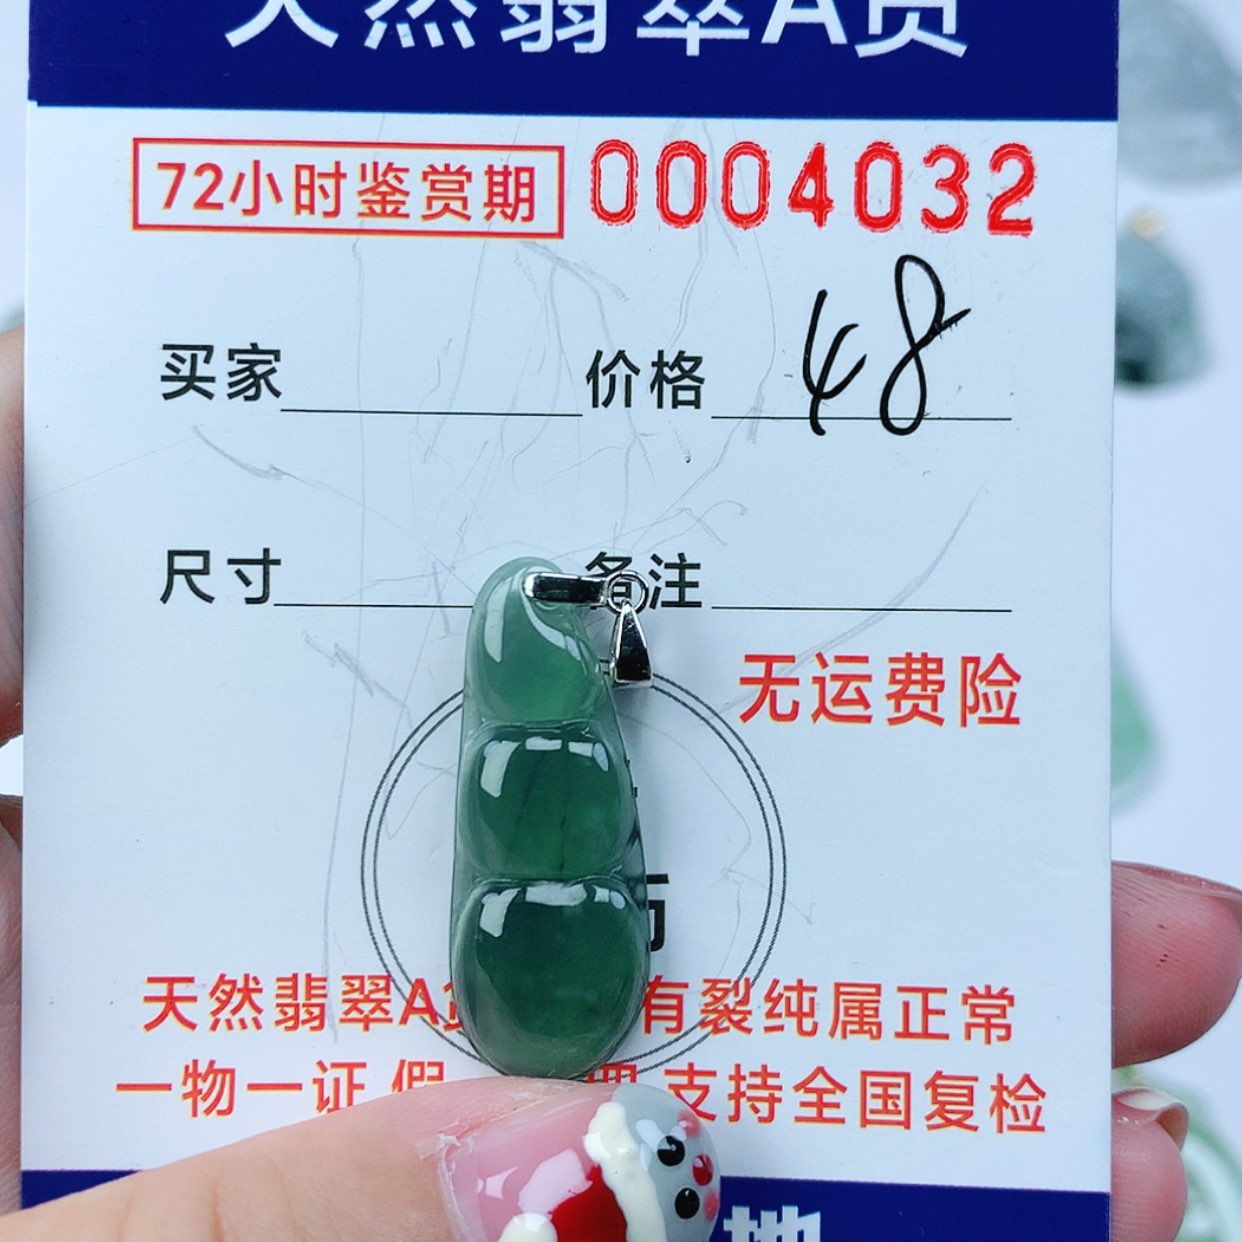 天然翡翠A货
72小时鉴赏期 0004032
买家 价格 48
尺寸 备注
无运费险
天然翡翠A 有裂纯属正常
一物一证 假 支持全国复检
地